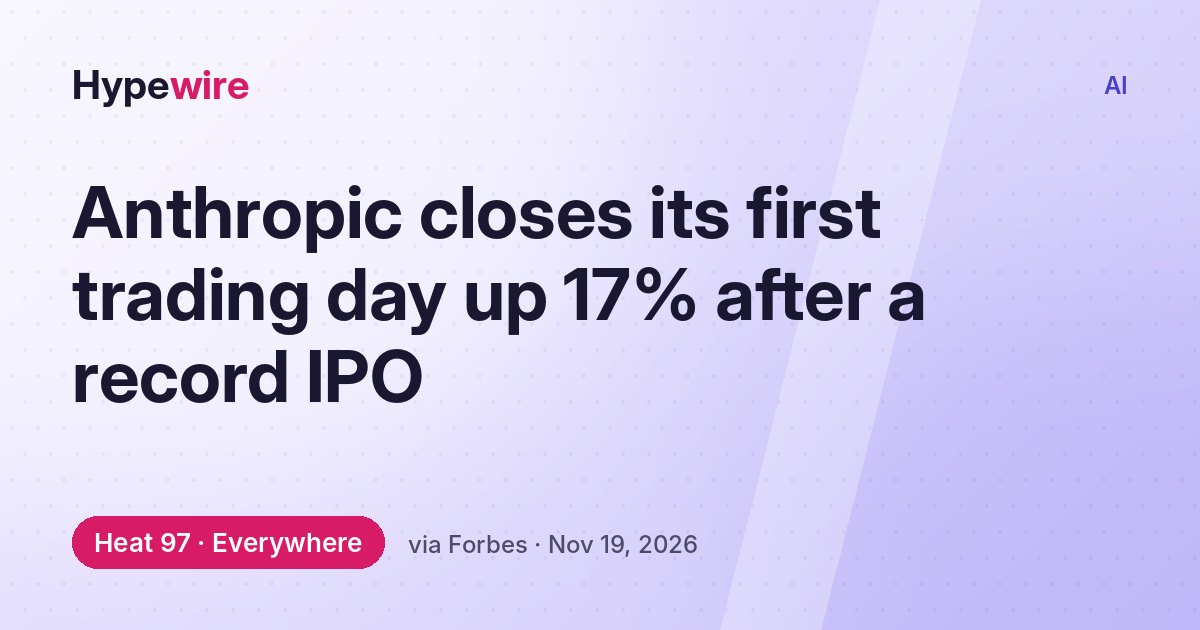 Hypewire
AI
Anthropic closes its first
trading day up 17% after a
record IPO
Heat 97 · Everywhere
via Forbes · Nov 19, 2026